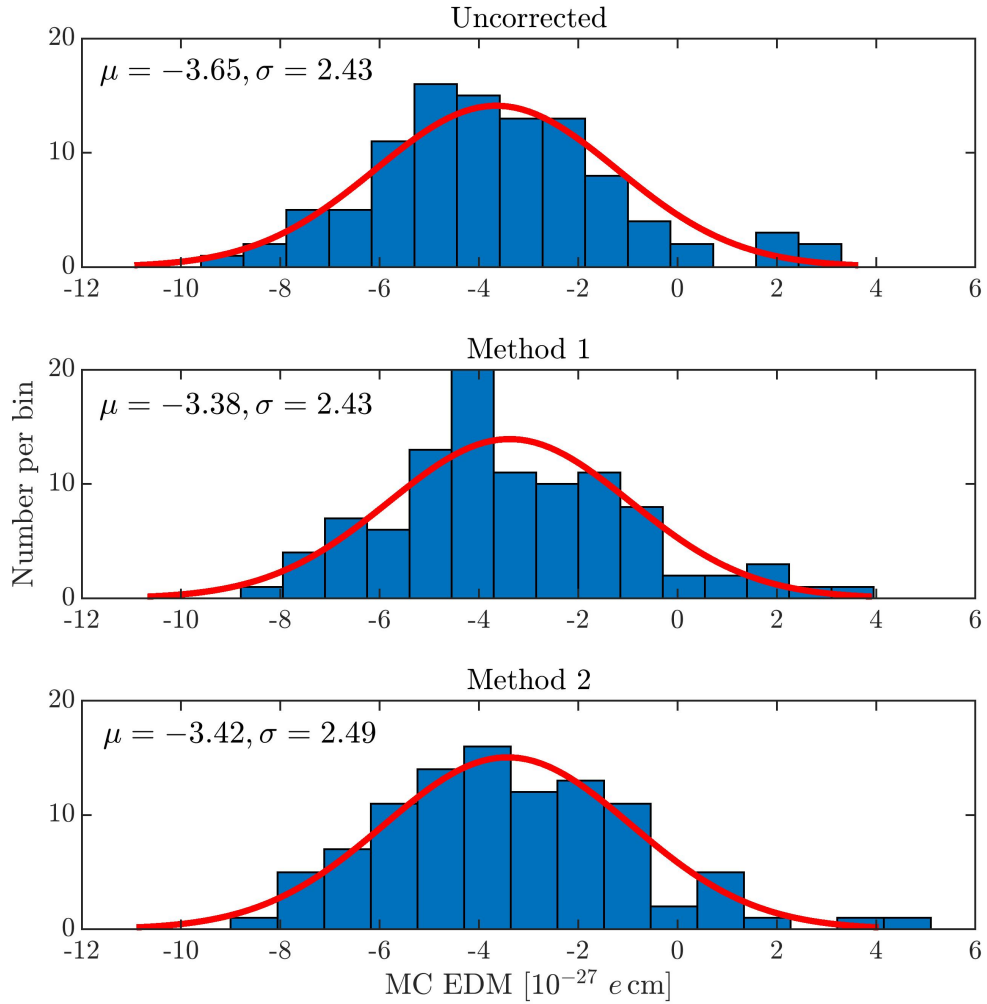 Uncorrected
μ = −3.65, σ = 2.43
20
10
0
-12 -10 -8 -6 -4 -2 0 2 4 6
Method 1
μ = −3.38, σ = 2.43
20
10
0
-12 -10 -8 -6 -4 -2 0 2 4 6
Number per bin
Method 2
μ = −3.42, σ = 2.49
20
10
0
-12 -10 -8 -6 -4 -2 0 2 4 6
MC EDM [10⁻²⁷ e cm]